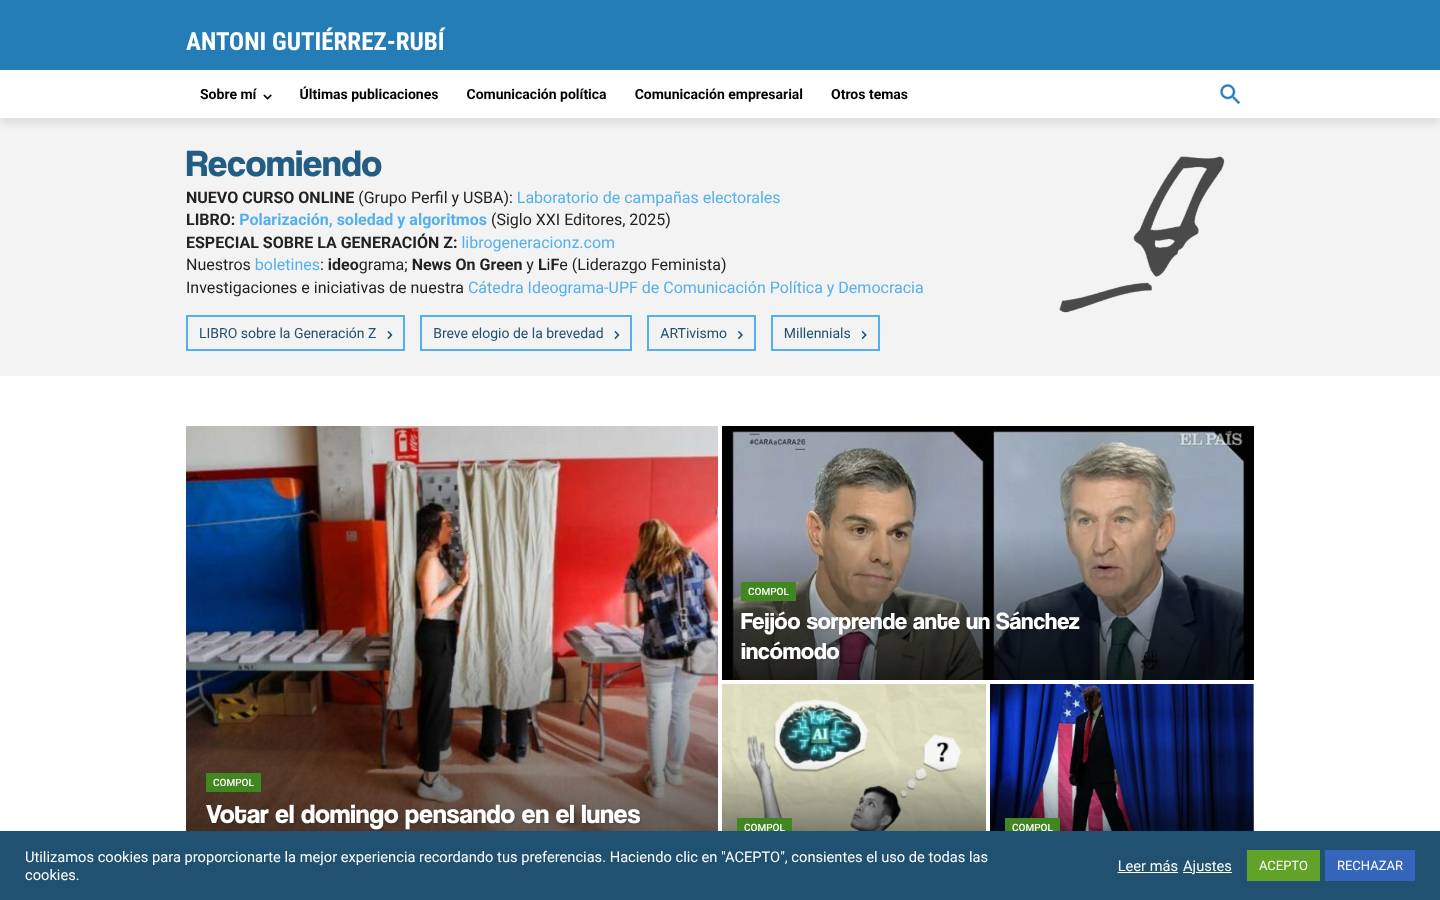 ANTONI GUTIÉRREZ-RUBÍ
Sobre mí
Últimas publicaciones
Comunicación política
Comunicación empresarial
Otros temas
Recomiendo
NUEVO CURSO ONLINE (Grupo Perfil y USBA): Laboratorio de campañas electorales
LIBRO: Polarización, soledad y algoritmos (Siglo XXI Editores, 2025)
ESPECIAL SOBRE LA GENERACIÓN Z: librogeneracionz.com
Nuestros boletines: ideograma; News On Green y LiFe (Liderazgo Feminista)
Investigaciones e iniciativas de nuestra Cátedra Ideograma-UPF de Comunicación Política y Democracia
LIBRO sobre la Generación Z
Breve elogio de la brevedad
ARTivismo
Millennials
#CARAaCARA26
EL PAÍS
COMPOL
Feijóo sorprende ante un Sánchez
incómodo
AI
?
COMPOL
Votar el domingo pensando en el lunes
COMPOL
COMPOL
Utilizamos cookies para proporcionarte la mejor experiencia recordando tus preferencias. Haciendo clic en "ACEPTO", consientes el uso de todas las
cookies.
Leer más
Ajustes
ACEPTO
RECHAZAR